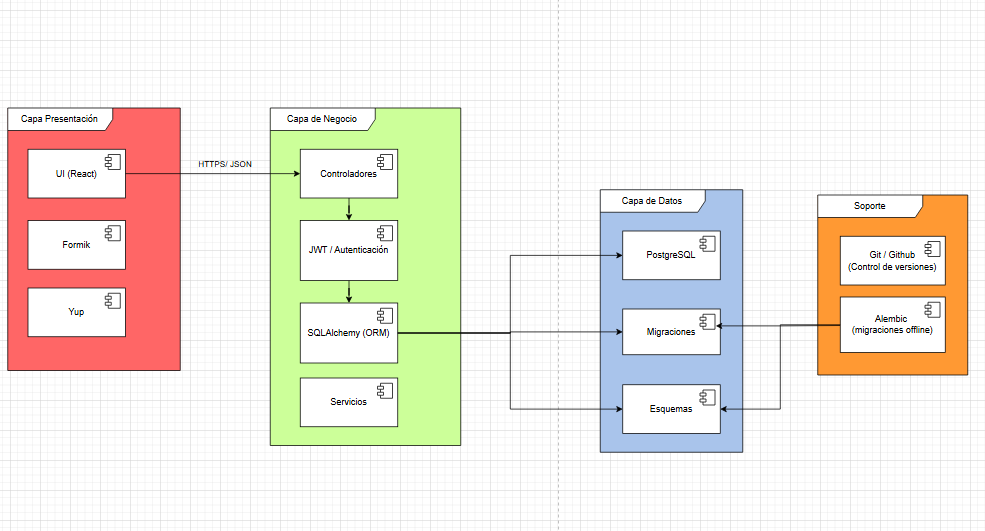 Capa Presentación
UI (React)
Formik
Yup
HTTPS/ JSON
Capa de Negocio
Controladores
JWT / Autenticación
SQLAlchemy (ORM)
Servicios
Capa de Datos
PostgreSQL
Migraciones
Esquemas
Soporte
Git / Github
(Control de versiones)
Alembic
(migraciones offline)